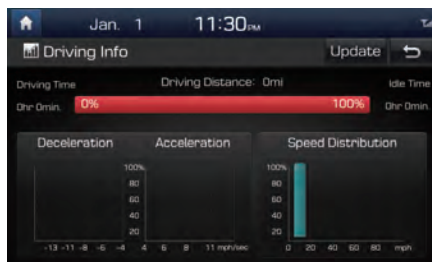 Jan. 1 11:30PM
Driving Info Update
Driving Time Driving Distance: 0mi Idle Time
0hr 0min. 0% 100% 0hr 0min.
Deceleration Acceleration Speed Distribution
100% 100%
80 80
60 60
40 40
20 20
-13 -11 -8 -6 -4 4 6 8 11 mph/sec 0 20 40 60 80 mph